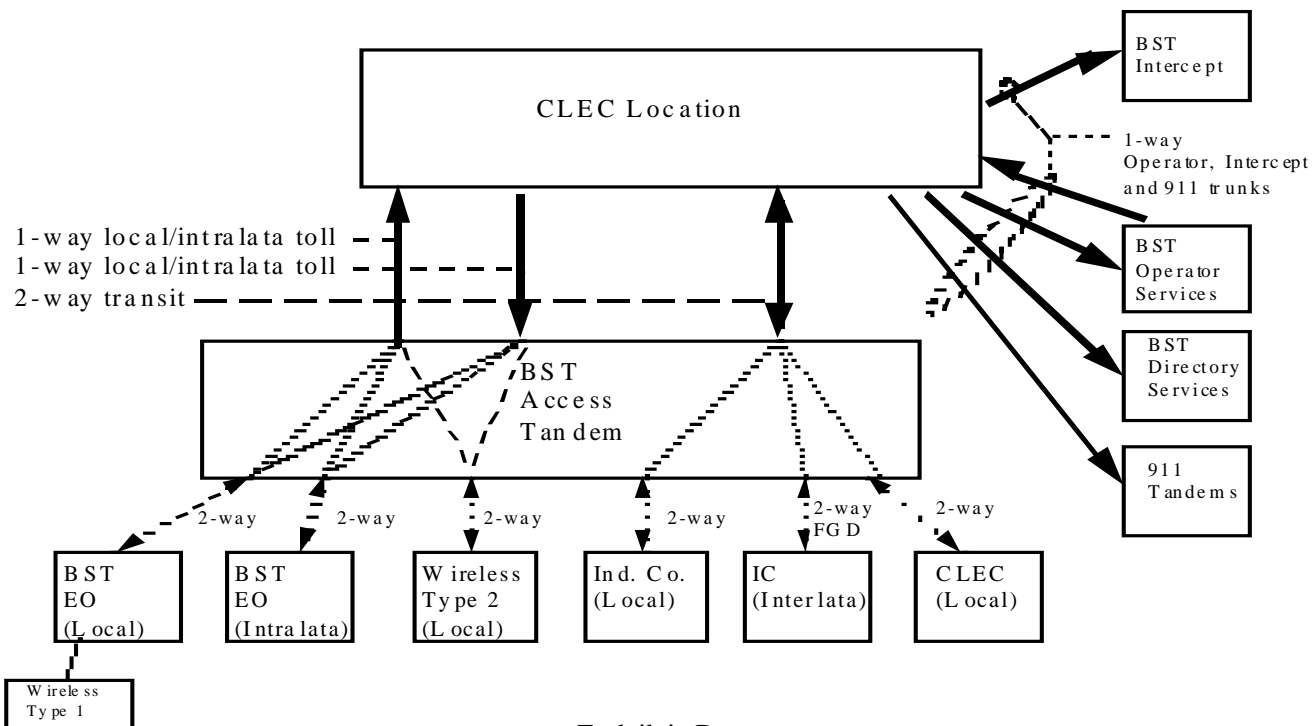 BST
Intercept
CLEC Location
1-way
Operator, Intercept
and 911 trunks
1-way local/intralata toll
1-way local/intralata toll
2-way transit
BST
Operator
Services
BST
Directory
Services
BST
Access
Tandem
911
Tandems
2-way
2-way
2-way
2-way
2-way
FGD
2-way
BST
EO
(Local)
BST
EO
(Intralata)
Wireless
Type 2
(Local)
Ind. Co.
(Local)
IC
(Interlata)
CLEC
(Local)
Wireless
Type 1